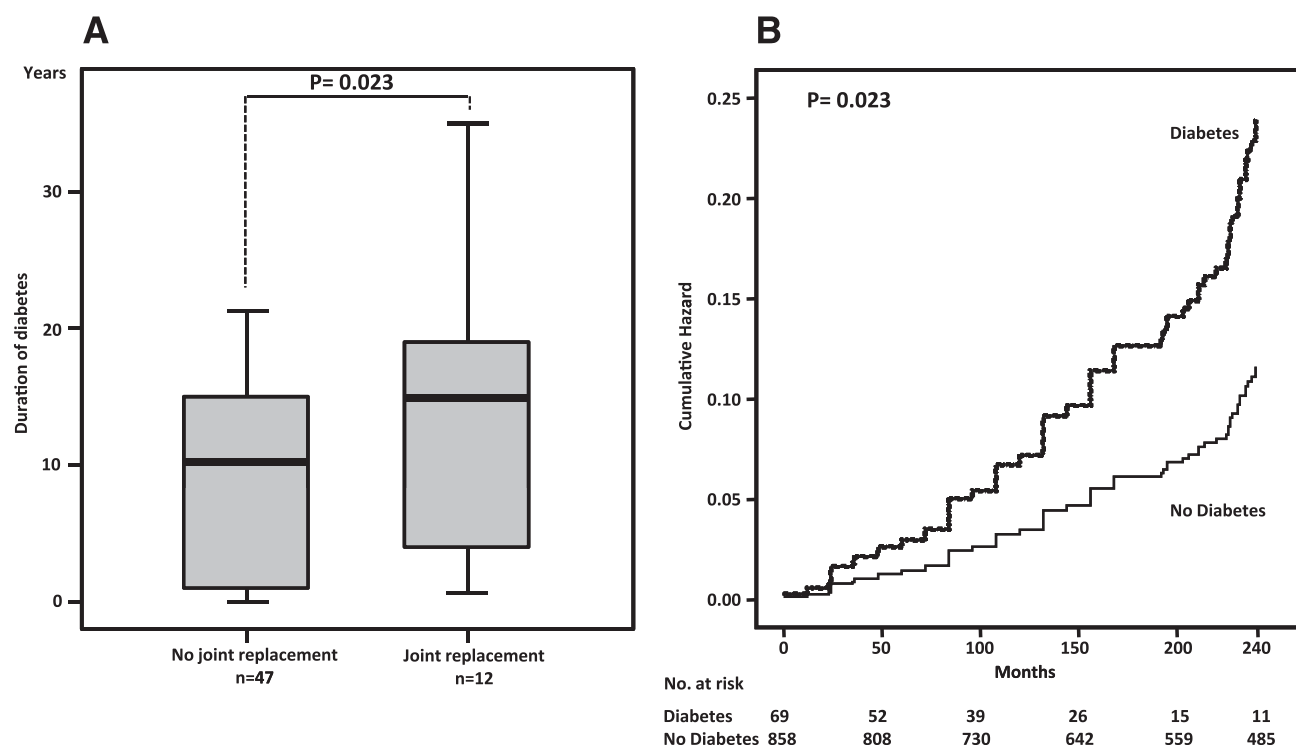 A
Years
P= 0.023
30
20
10
0
Duration of diabetes
No joint replacement
n=47
Joint replacement
n=12
B
P= 0.023
0.25
0.20
0.15
0.10
0.05
0.00
Cumulative Hazard
Diabetes
No Diabetes
0 50 100 150 200 240
Months
No. at risk
Diabetes 69 52 39 26 15 11
No Diabetes 858 808 730 642 559 485